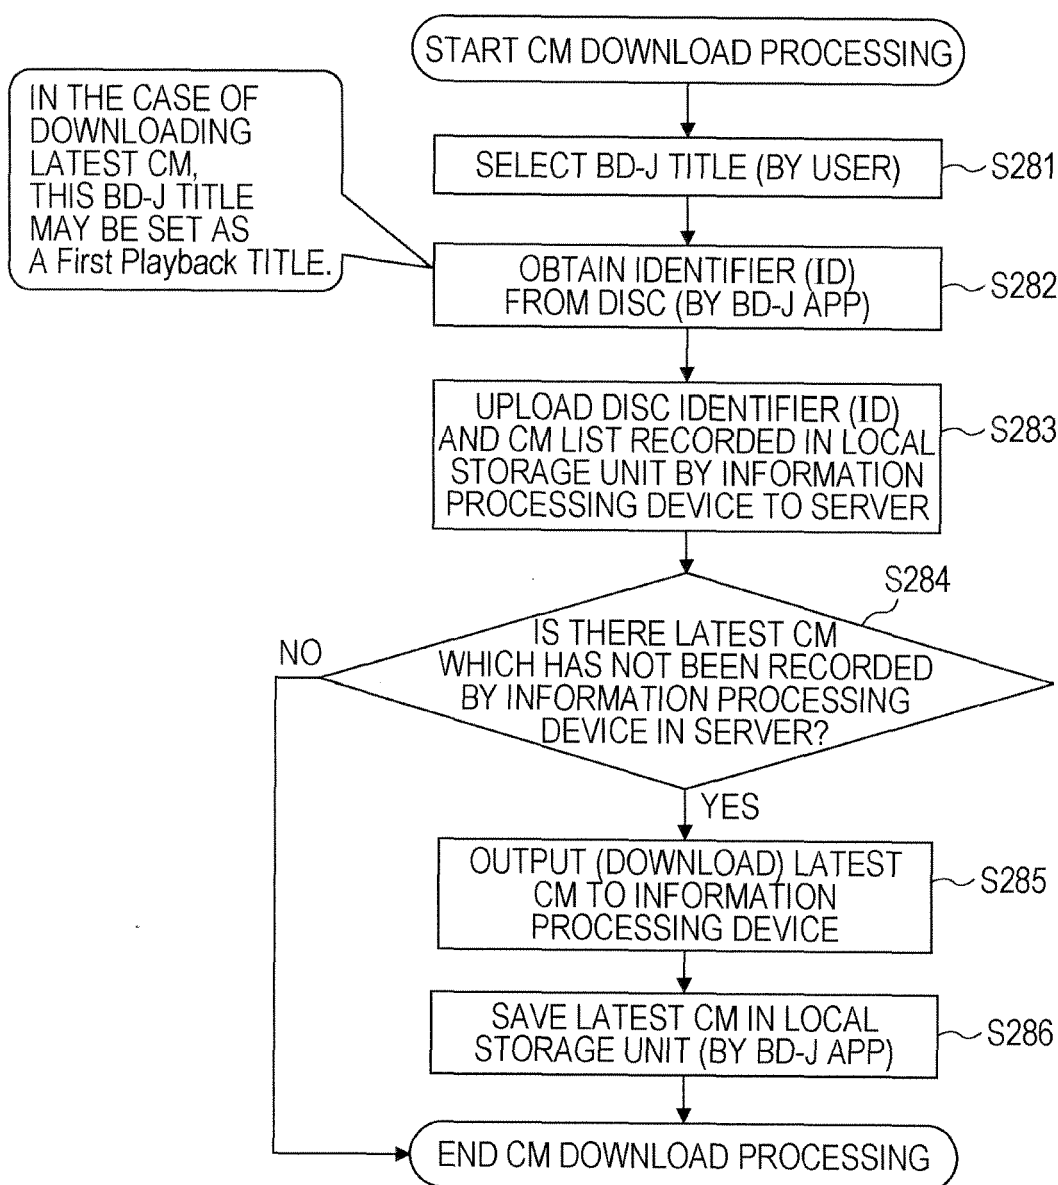 START CM DOWNLOAD PROCESSING
IN THE CASE OF
DOWNLOADING
LATEST CM,
THIS BD-J TITLE
MAY BE SET AS
A First Playback TITLE.
SELECT BD-J TITLE (BY USER)
S281
OBTAIN IDENTIFIER (ID)
FROM DISC (BY BD-J APP)
S282
UPLOAD DISC IDENTIFIER (ID)
AND CM LIST RECORDED IN LOCAL
STORAGE UNIT BY INFORMATION
PROCESSING DEVICE TO SERVER
S283
S284
IS THERE LATEST CM
WHICH HAS NOT BEEN RECORDED
BY INFORMATION PROCESSING
DEVICE IN SERVER?
NO
YES
OUTPUT (DOWNLOAD) LATEST
CM TO INFORMATION
PROCESSING DEVICE
S285
SAVE LATEST CM IN LOCAL
STORAGE UNIT (BY BD-J APP)
S286
END CM DOWNLOAD PROCESSING